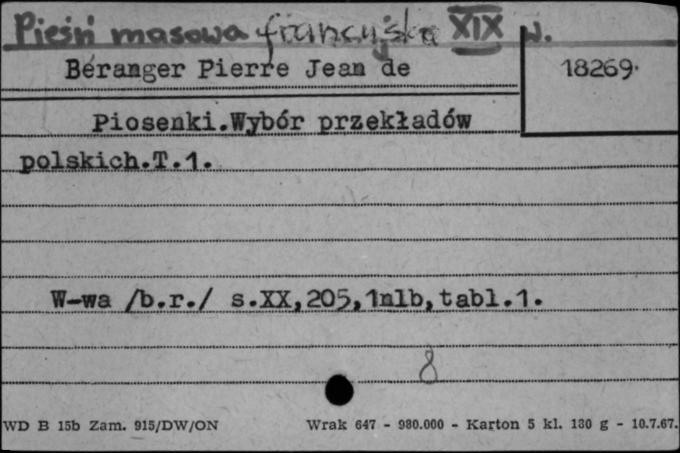 Pieśń masowa francuska XIX w.
Béranger Pierre Jean de
18269.
Piosenki.Wybór przekładów
polskich.T.1.
W-wa /b.r./ s.XX,205,1nlb,tabl.1.
8
WD B 15b Zam. 915/DW/ON Wrak 647 - 980.000 - Karton 5 kl. 180 g - 10.7.67.